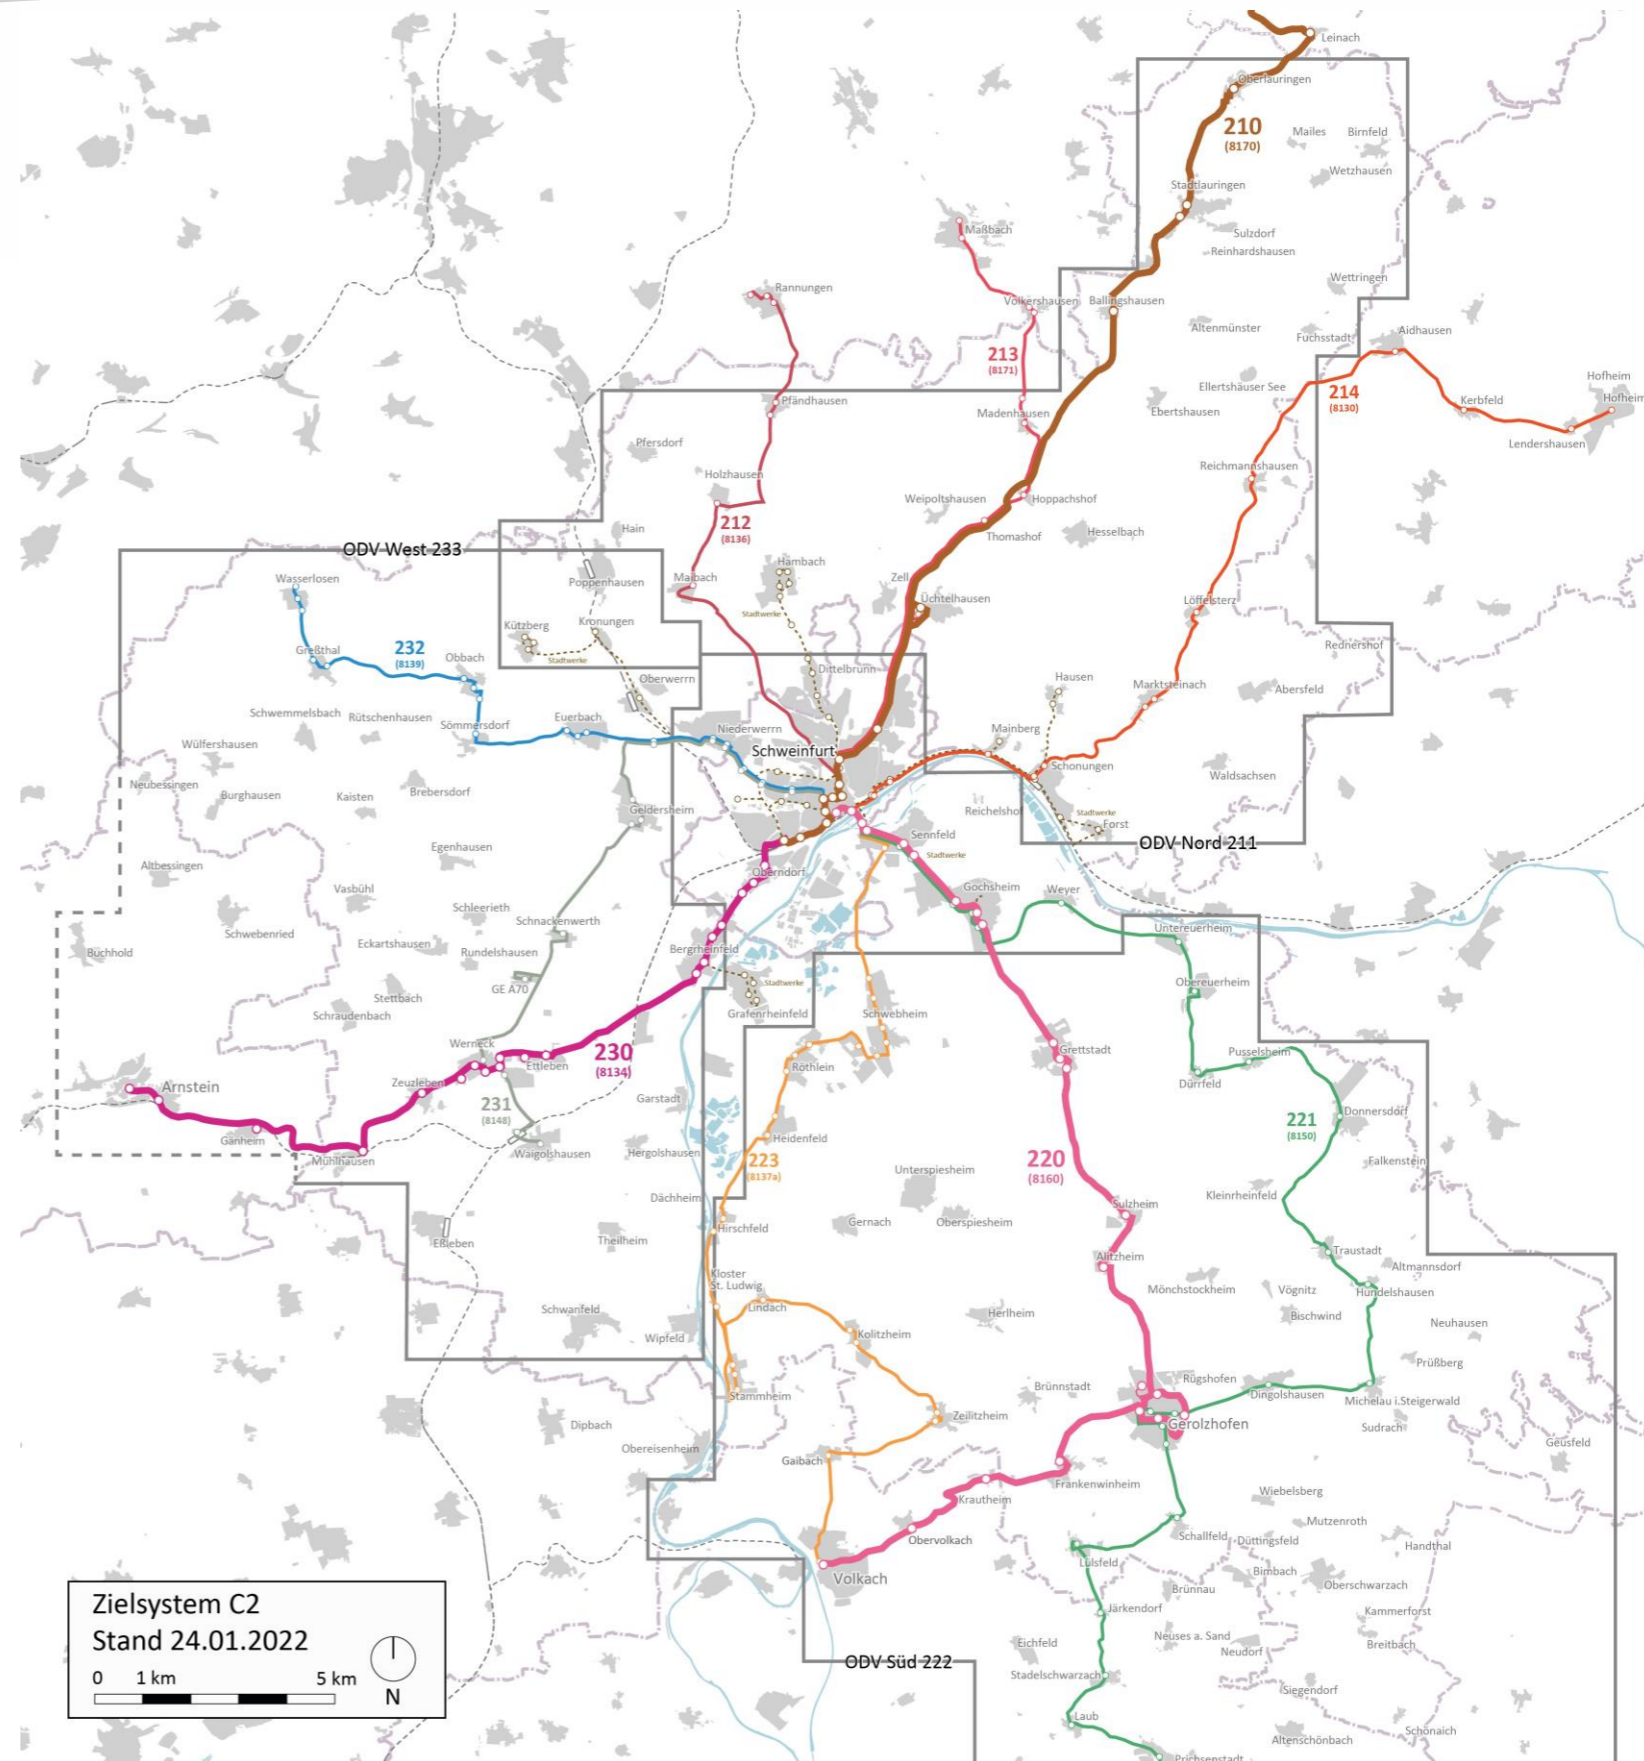 Leinach
Oberlauringen
210
(8170)
Mailes
Birnfeld
Wetzhausen
Stadtlauringen
Sulzdorf
Reinhardshausen
Maßbach
Wettringen
Rannungen
Volkershausen
Ballingshausen
Altenmünster
Fuchsstadt
Aidhausen
213
(8171)
Ellertshäuser See
214
(8130)
Hofheim
Hofheim
Kerbfeld
Pfändhausen
Madenhausen
Ebertshausen
Lendershausen
Pfersdorf
Holzhausen
Reichmannshausen
Weipoltshausen
Hoppachshof
212
(8136)
Hain
Thomashof
Hesselbach
ODV West 233
Wasserlosen
Poppenhausen
Maibach
Hambach
Zell
Üchtelhausen
Löffelsterz
Stadtwerke
Kützberg
Kronungen
232
(8139)
Greßthal
Obbach
Stadtwerke
Dittelbrunn
Rednershof
Oberwerrn
Hausen
Marktsteinach
Abersfeld
Schwemmelsbach
Rütschenhausen
Sömmersdorf
Euerbach
Niederwerrn
Mainberg
Wülfershausen
Schweinfurt
Schonungen
Waldsachsen
Neubessingen
Burghausen
Kaisten
Brebersdorf
Geldersheim
Reichelshof
Stadtwerke
Forst
Sennfeld
ODV Nord 211
Egenhausen
Stadtwerke
Altbessingen
Oberndorf
Vasbühl
Gochsheim
Weyer
Schleerieth
Schnackenwerth
Schwebenried
Untereuerheim
Eckartshausen
Rundelshausen
Bergrheinfeld
Büchhold
GE A70
Stadtwerke
Obereuerheim
Stettbach
Schraudenbach
Grafenrheinfeld
Schwebheim
Werneck
230
(8134)
Grettstadt
Pusselsheim
Ettleben
Röthlein
Zeuzleben
Dürrfeld
Arnstein
231
(8148)
Garstadt
221
(8150)
Donnersdorf
Gänheim
Heidenfeld
Mühlhausen
Waigolshausen
Hergolshausen
223
(8137a)
220
(8160)
Falkenstein
Unterspiesheim
Dächheim
Kleinrheinfeld
Sulzheim
Hirschfeld
Gernach
Oberspiesheim
Eßleben
Theilheim
Alitzheim
Traustadt
Altmannsdorf
Kloster
St. Ludwig
Mönchstockheim
Vögnitz
Hundelshausen
Schwanfeld
Lindach
Herlheim
Bischwind
Neuhausen
Wipfeld
Kolitzheim
Prüßberg
Brünnstadt
Rügshofen
Stammheim
Dingolshausen
Michelau i.Steigerwald
Zeilitzheim
Gerolzhofen
Sudrach
Dipbach
Obereisenheim
Geusfeld
Gaibach
Frankenwinheim
Krautheim
Wiebelsberg
Mutzenroth
Obervolkach
Schallfeld
Düttingsfeld
Handthal
Lülsfeld
Volkach
Bimbach
Oberschwarzach
Brünnau
Järkendorf
Kammerforst
Neuses a. Sand
Breitbach
Eichfeld
Neudorf
ODV Süd 222
Stadelschwarzach
Siegendorf
Laub
Schönaich
Altenschönbach
Prichsenstadt
Zielsystem C2
Stand 24.01.2022
0 1 km 5 km
N